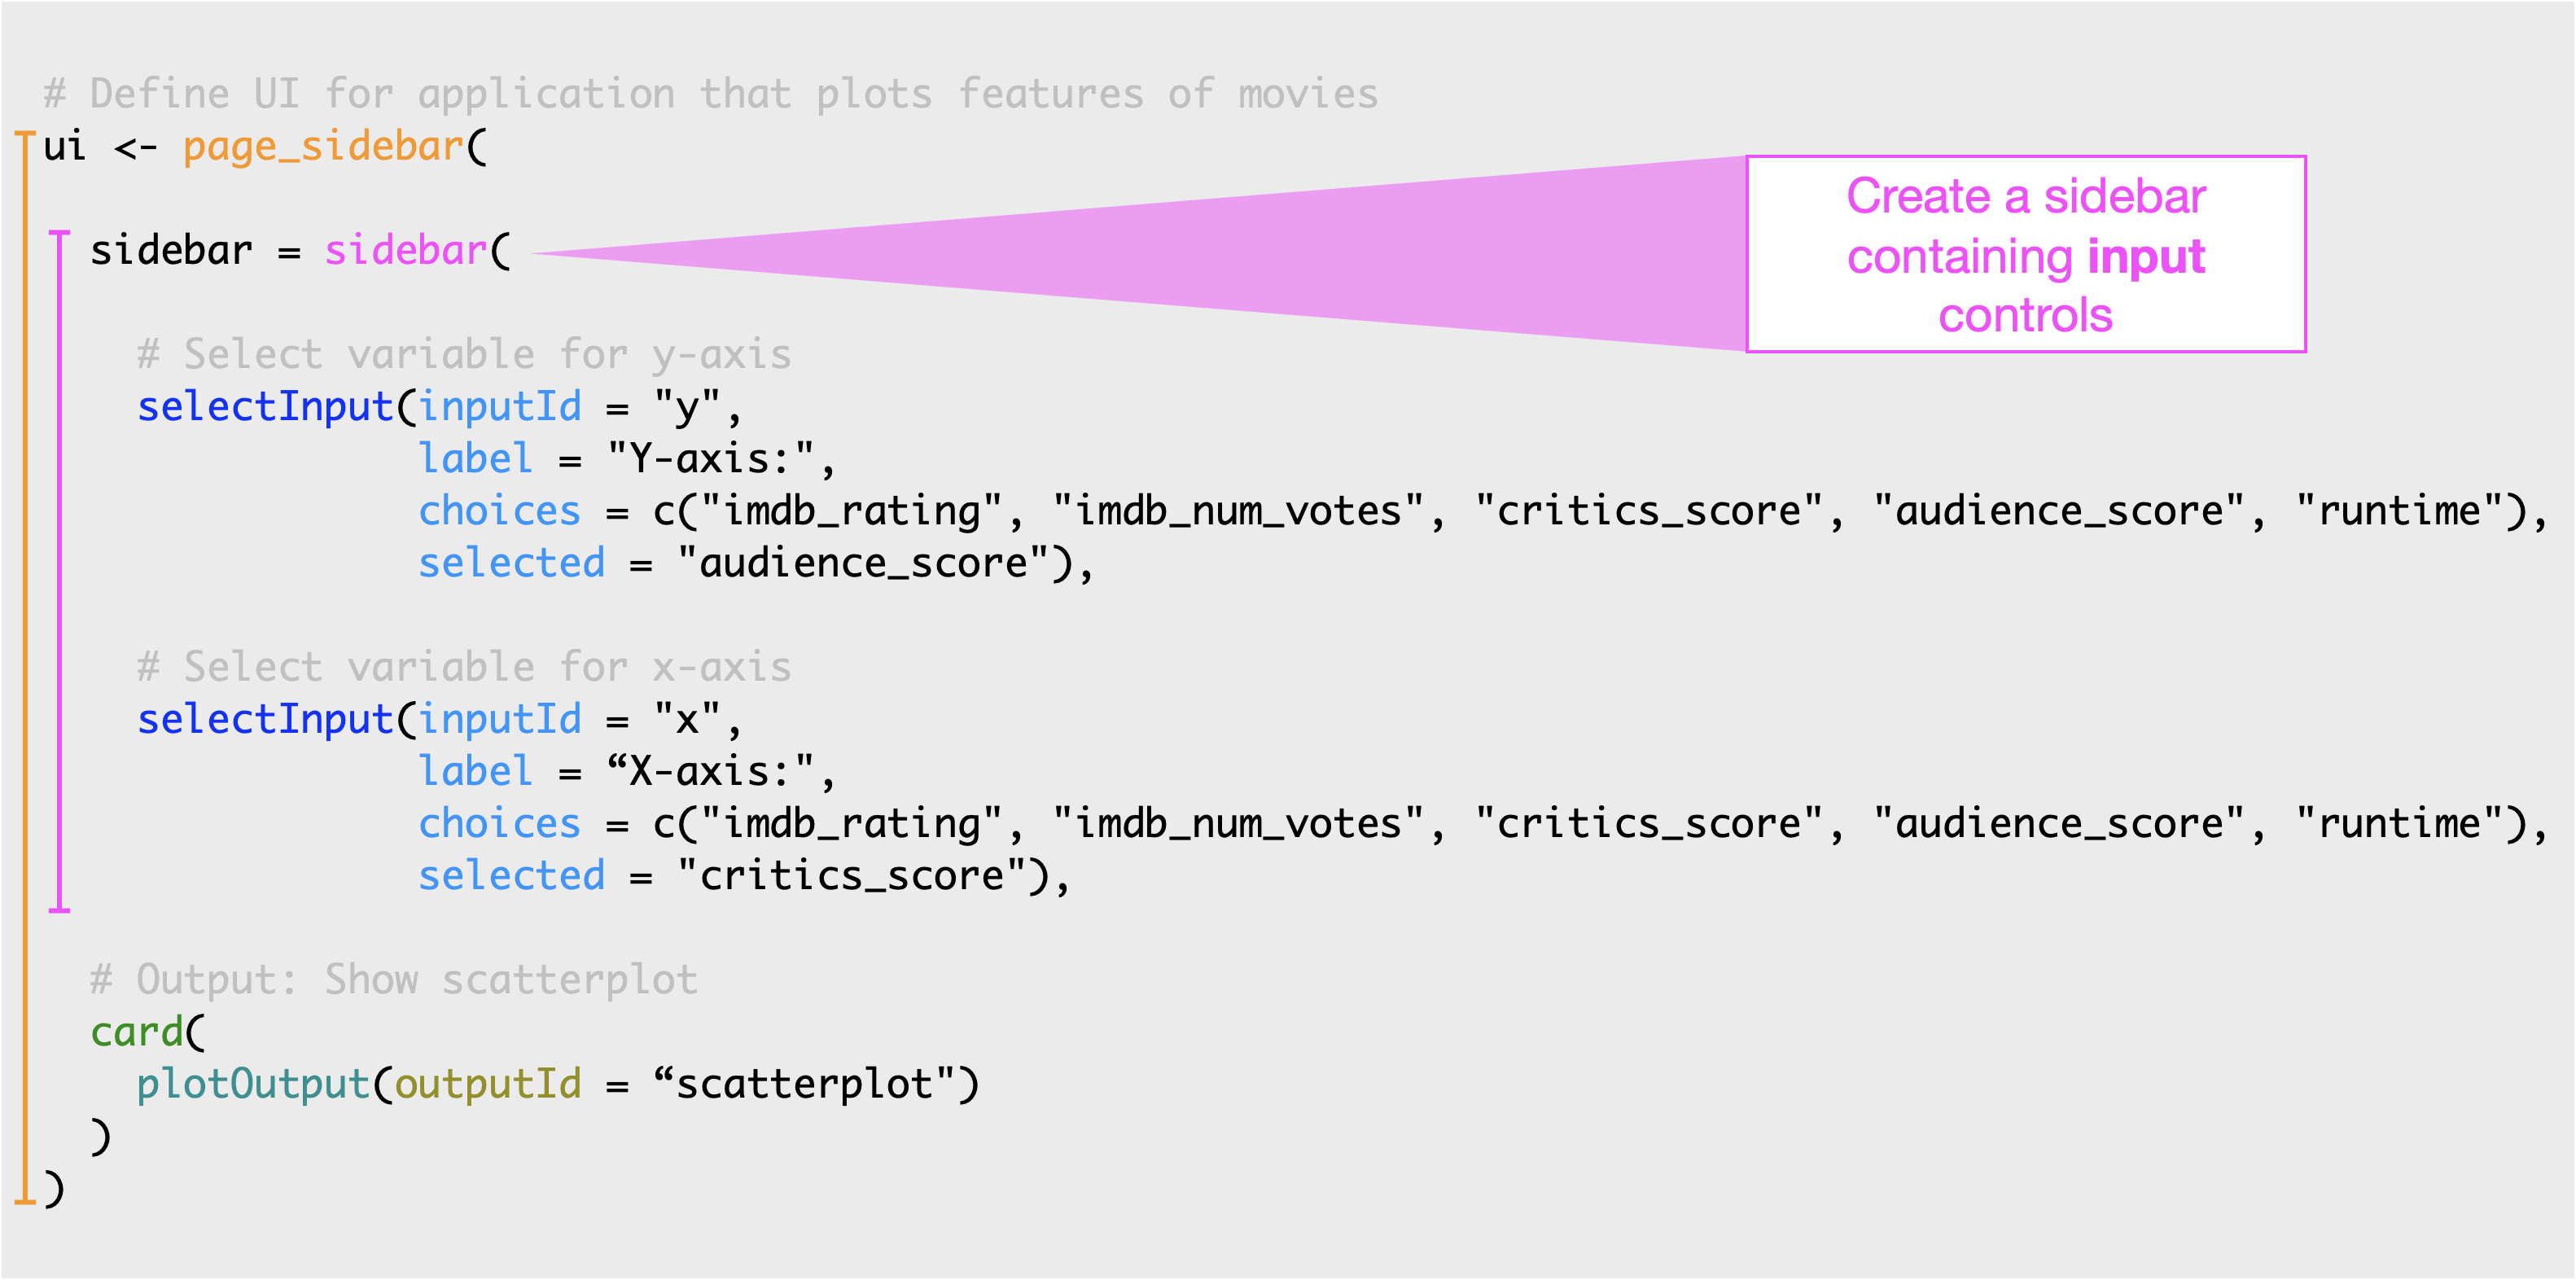 # Define UI for application that plots features of movies
ui <- page_sidebar(
sidebar = sidebar(
Create a sidebar
containing input
controls
# Select variable for y-axis
selectInput(inputId = "y",
label = "Y-axis:",
choices = c("imdb_rating", "imdb_num_votes", "critics_score", "audience_score", "runtime"),
selected = "audience_score"),
# Select variable for x-axis
selectInput(inputId = "x",
label = “X-axis:",
choices = c("imdb_rating", "imdb_num_votes", "critics_score", "audience_score", "runtime"),
selected = "critics_score"),
# Output: Show scatterplot
card(
plotOutput(outputId = “scatterplot")
)
)